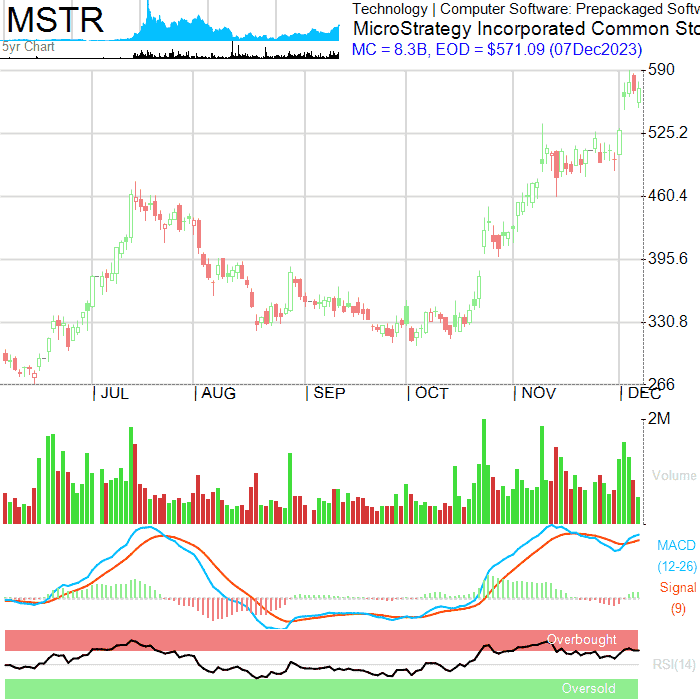 MSTR
5yr Chart
Technology | Computer Software: Prepackaged Softw
MicroStrategy Incorporated Common Sto
MC = 8.3B, EOD = $571.09 (07Dec2023)
590
525.2
460.4
395.6
330.8
266
| JUL | AUG | SEP | OCT | NOV | DEC
2M
Volume
MACD
(12-26)
Signal
(9)
Overbought
RSI(14)
Oversold